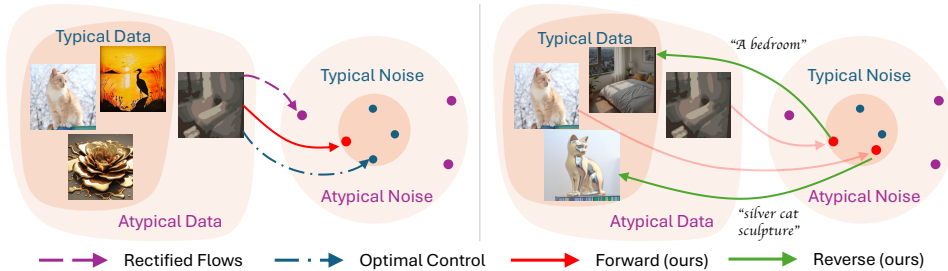 Typical Data
Typical Noise
Atypical Noise
Atypical Data
Typical Data
"A bedroom"
Typical Noise
Atypical Noise
Atypical Data
"silver cat
sculpture"
Rectified Flows
Optimal Control
Forward (ours)
Reverse (ours)